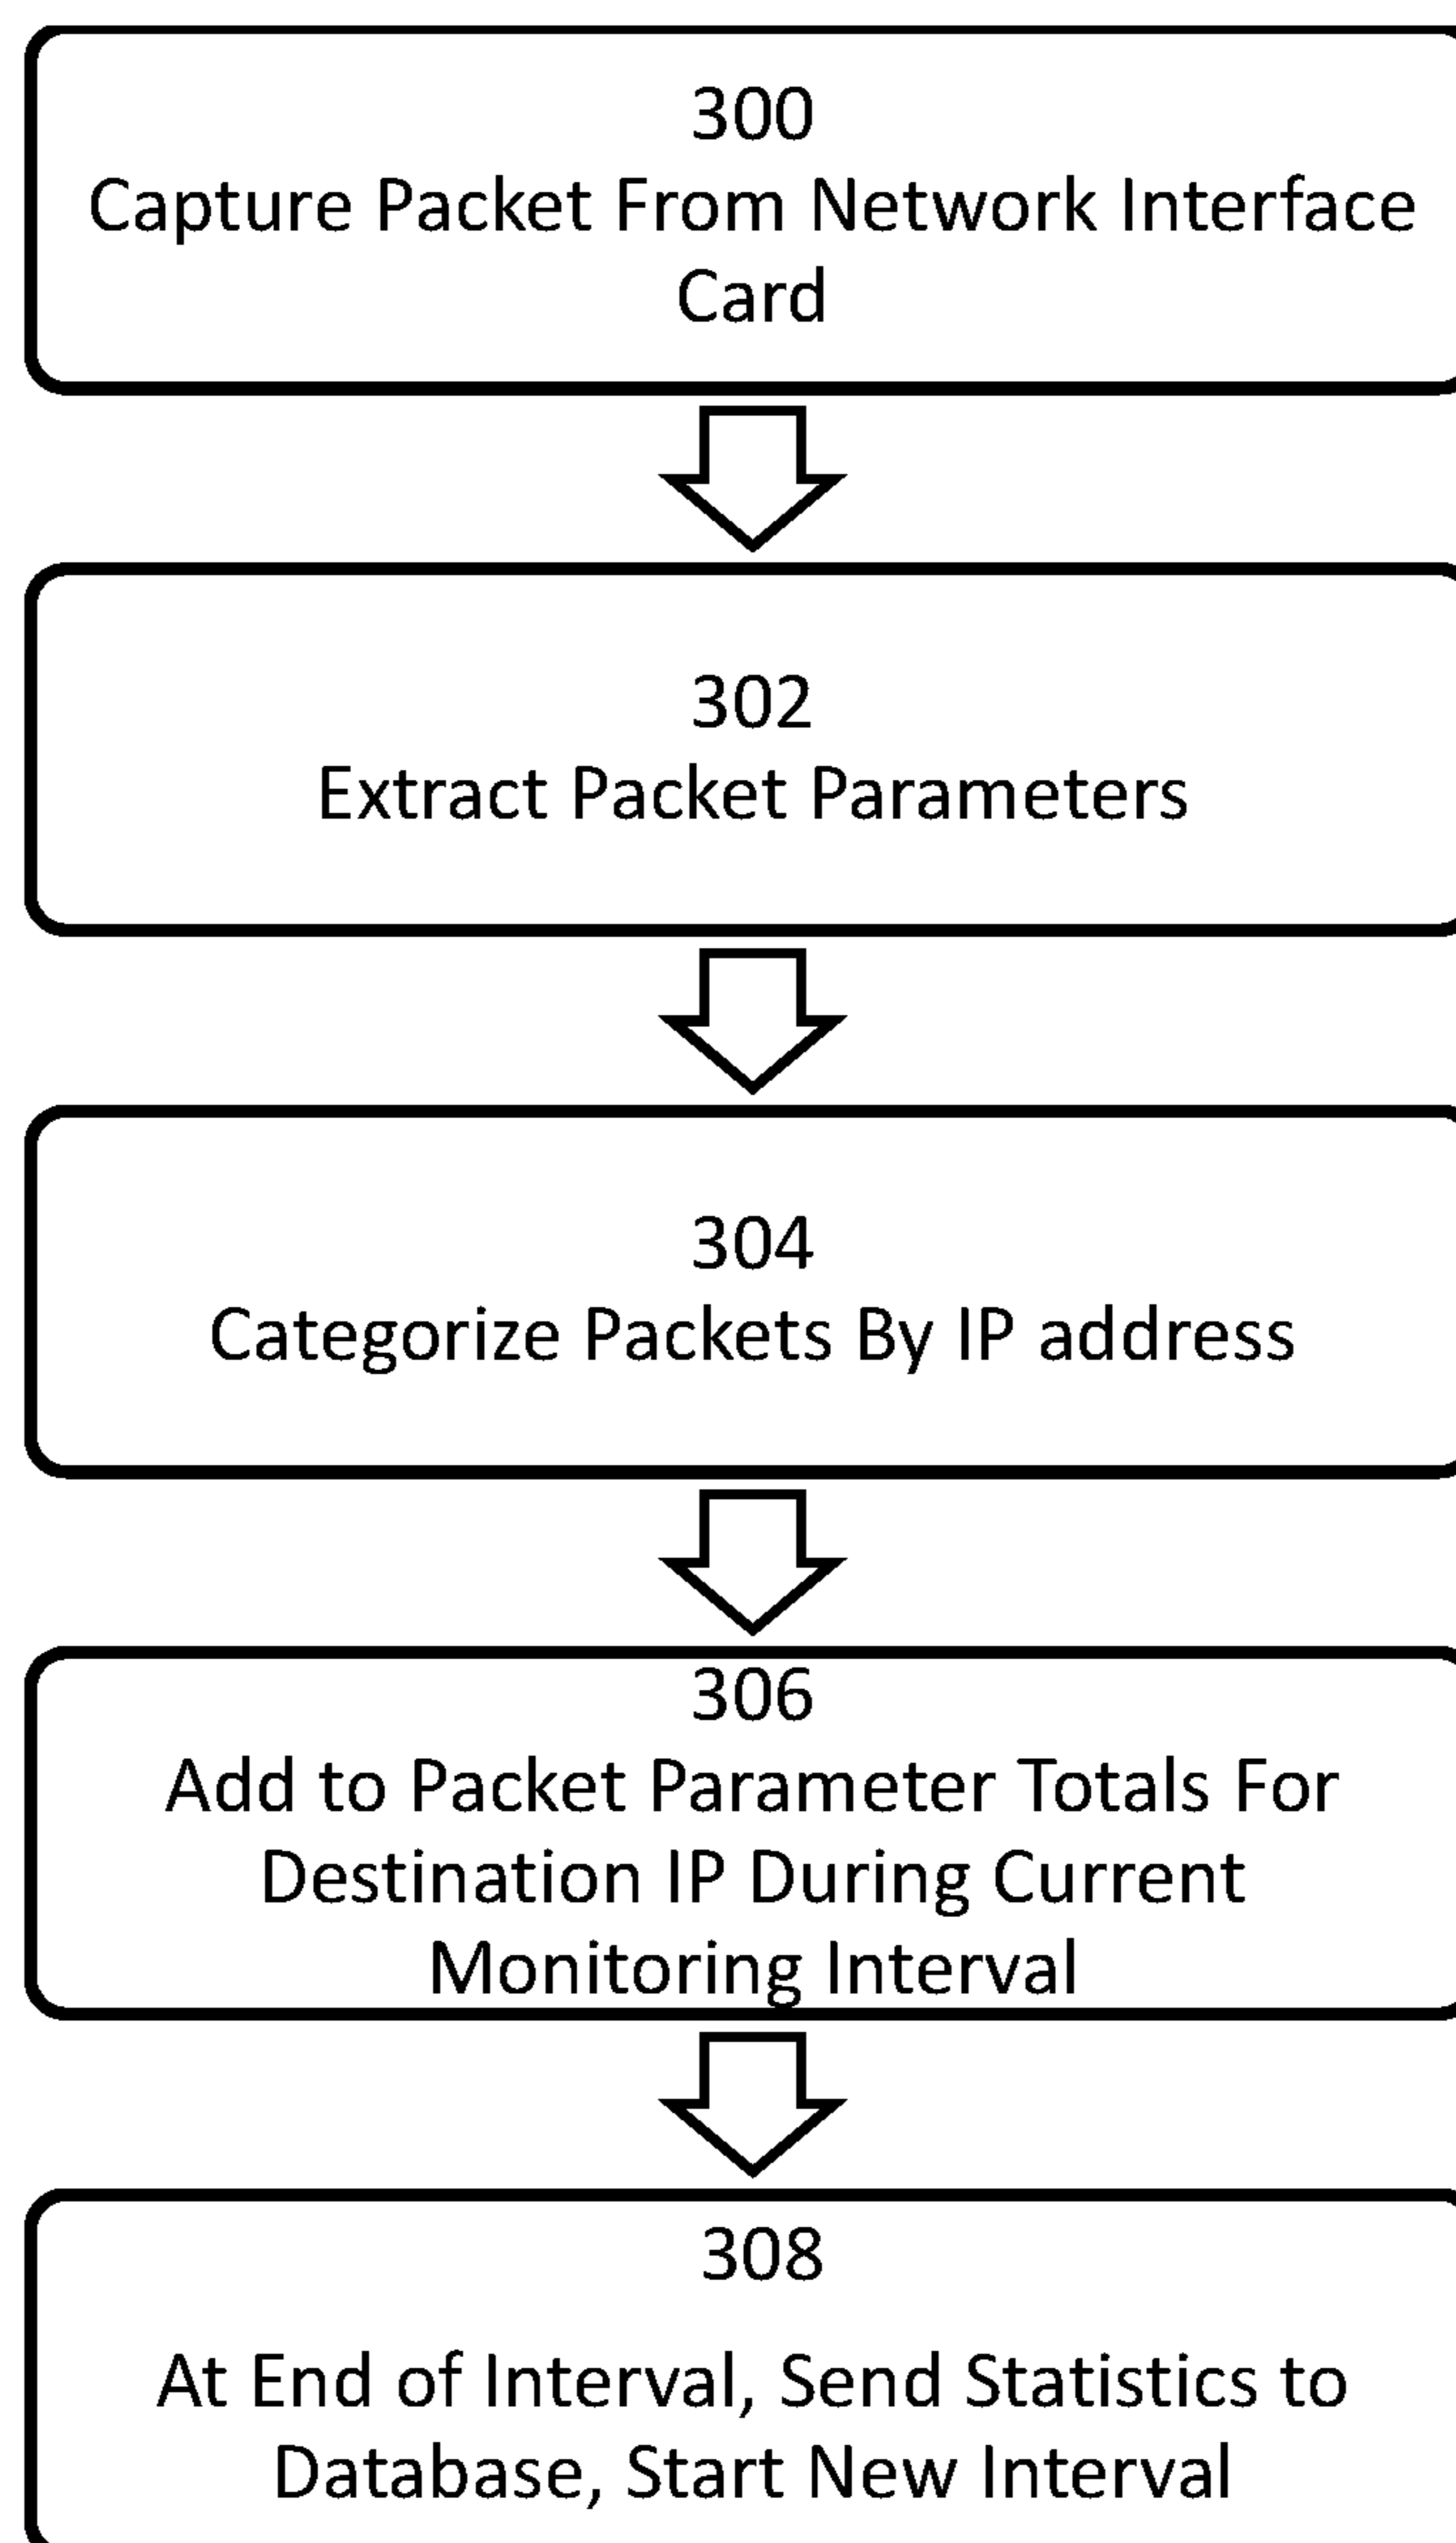 300
Capture Packet From Network Interface
Card
302
Extract Packet Parameters
304
Categorize Packets By IP address
306
Add to Packet Parameter Totals For
Destination IP During Current
Monitoring Interval
308
At End of Interval, Send Statistics to
Database, Start New Interval